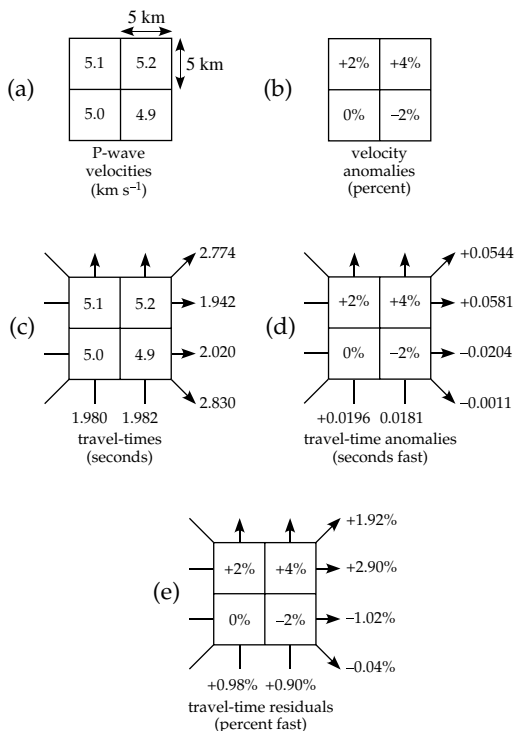 5 km
(a)
5.1 5.2
5.0 4.9
5 km
P-wave
velocities
(km s⁻¹)
(b)
+2% +4%
0% –2%
velocity
anomalies
(percent)
(c)
5.1 5.2
5.0 4.9
2.774
1.942
2.020
2.830
1.980 1.982
travel-times
(seconds)
(d)
+2% +4%
0% –2%
+0.0544
+0.0581
–0.0204
–0.0011
+0.0196 0.0181
travel-time anomalies
(seconds fast)
(e)
+2% +4%
0% –2%
+1.92%
+2.90%
–1.02%
–0.04%
+0.98% +0.90%
travel-time residuals
(percent fast)